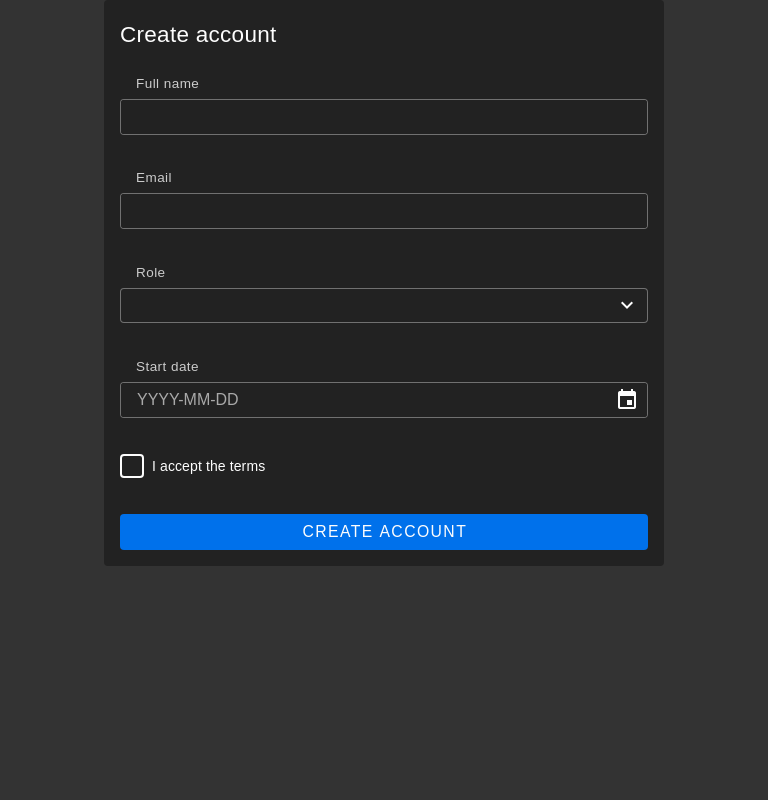 Create account
Full name
Email
Role
Start date
YYYY-MM-DD
I accept the terms
CREATE ACCOUNT